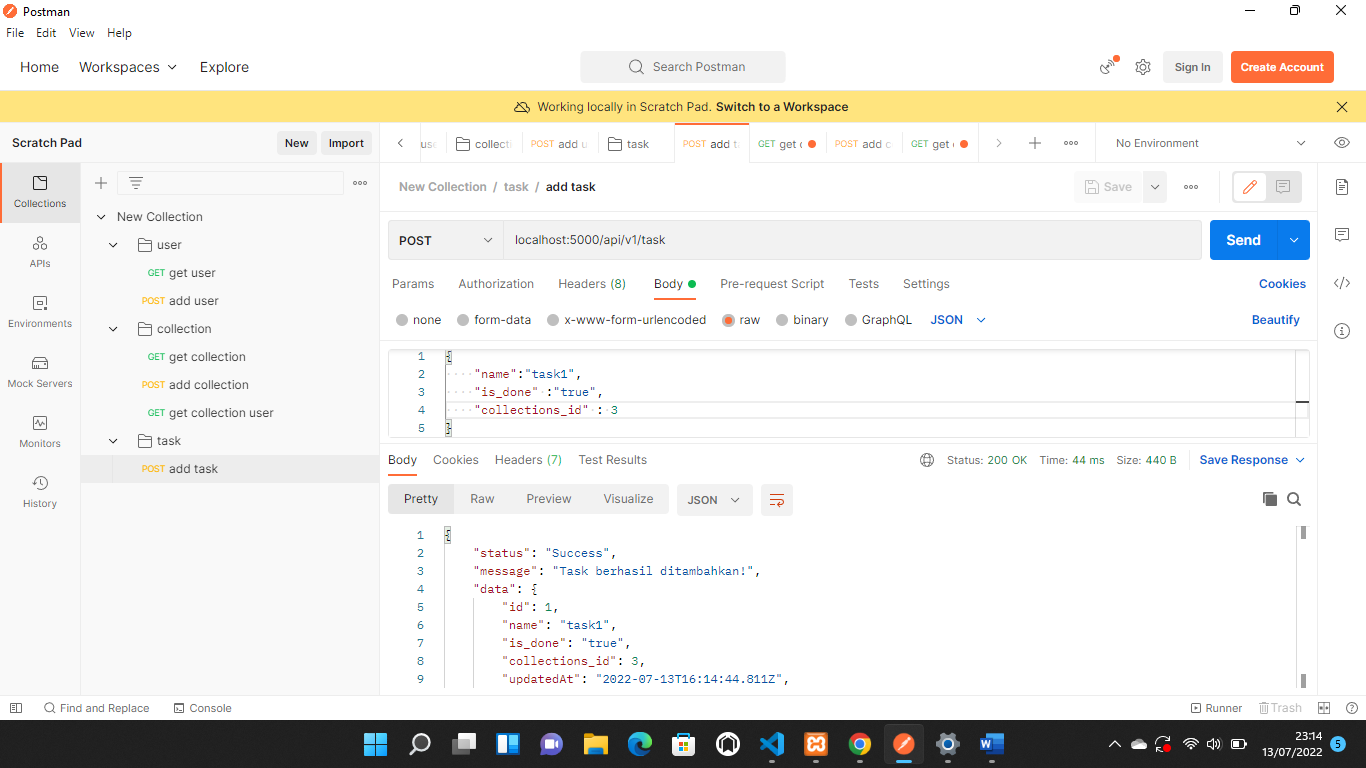 Postman
File Edit View Help
Home Workspaces Explore Search Postman Sign In Create Account
Working locally in Scratch Pad. Switch to a Workspace
Scratch Pad New Import
collecti POST add u task POST add t GET get c POST add c GET get No Environment
Collections
APIs
Environments
Mock Servers
Monitors
History
New Collection
user
GET get user
POST add user
collection
GET get collection
POST add collection
GET get collection user
task
POST add task
New Collection / task / add task Save
POST localhost:5000/api/v1/task Send
Params Authorization Headers (8) Body Pre-request Script Tests Settings Cookies
none form-data x-www-form-urlencoded raw binary GraphQL JSON Beautify
1 {
2 "name":"task1",
3 "is_done" :"true",
4 "collections_id" : 3
5 }
Body Cookies Headers (7) Test Results Status: 200 OK Time: 44 ms Size: 440 B Save Response
Pretty Raw Preview Visualize JSON
1 {
2 "status": "Success",
3 "message": "Task berhasil ditambahkan!",
4 "data": {
5 "id": 1,
6 "name": "task1",
7 "is_done": "true",
8 "collections_id": 3,
9 "updatedAt": "2022-07-13T16:14:44.811Z",
Find and Replace Console Runner Trash
23:14
13/07/2022 5